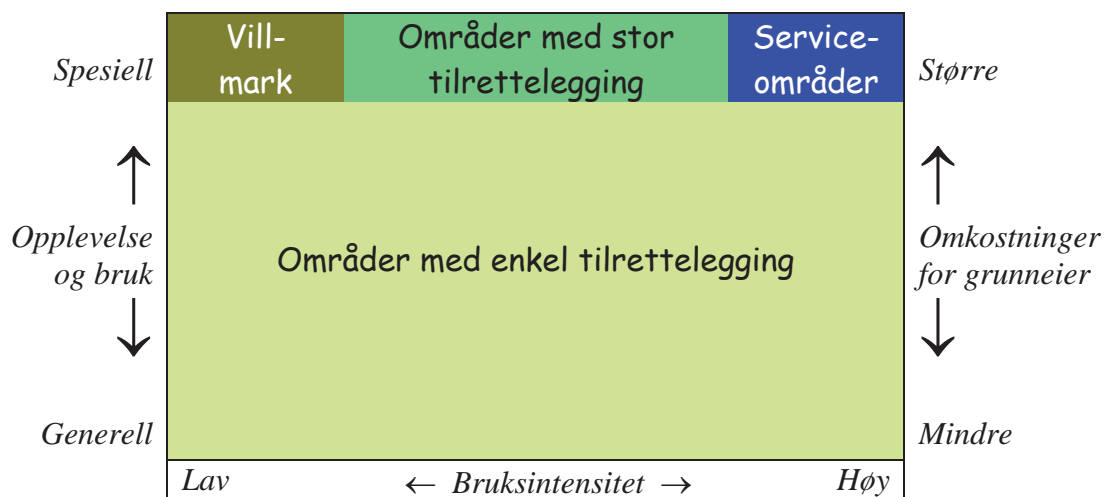 Vill-
mark
Områder med stor
tilrettelegging
Service-
områder
Spesiell
Større
Opplevelse
og bruk
Områder med enkel tilrettelegging
Omkostninger
for grunneier
Generell
Mindre
Lav
← Bruksintensitet →
Høy